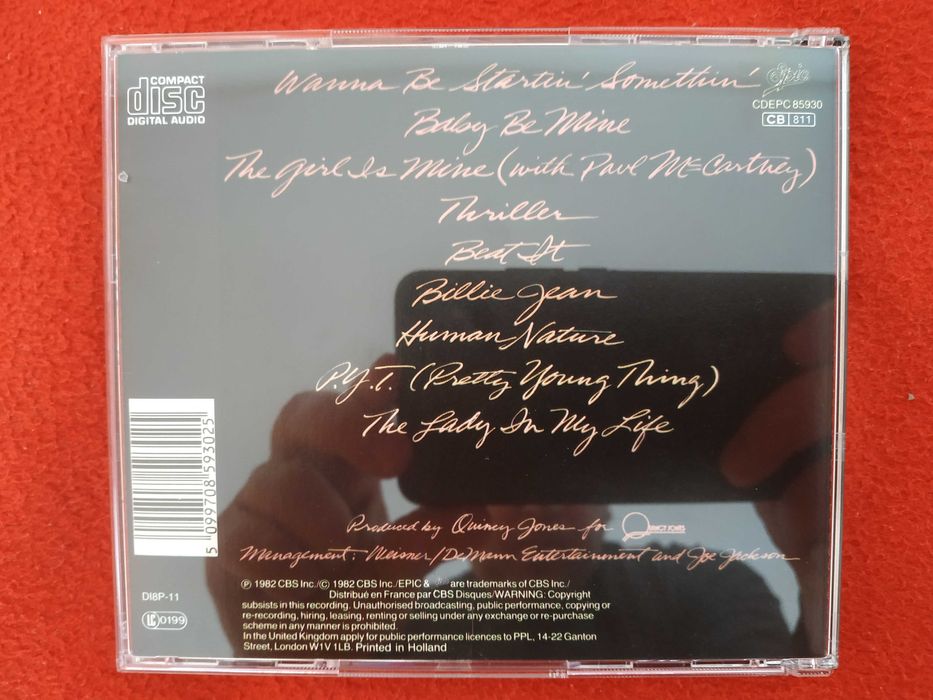 COMPACT
disc
DIGITAL AUDIO
Wanna Be Startin' Somethin'
Epic
CDEPC 85930
CB 811
Baby Be Mine
The Girl Is Mine (with Paul McCartney)
Thriller
Beat It
Billie Jean
Human Nature
P.Y.T. (Pretty Young Thing)
The Lady In My Life
5 099708 593025
Produced by Quincy Jones for QUINCY JONES
Management: Weisner/DeMann Entertainment and Joe Jackson
Ⓟ 1982 CBS Inc./© 1982 CBS Inc./EPIC & are trademarks of CBS Inc./
Distribué en France par CBS Disques/WARNING: Copyright
subsists in this recording. Unauthorised broadcasting, public performance, copying or
re-recording, hiring, leasing, renting or selling under any exchange or re-purchase
scheme in any manner is prohibited.
In the United Kingdom apply for public performance licences to PPL, 14-22 Ganton
Street, London W1V 1LB. Printed in Holland
DI8P-11
LC 0199